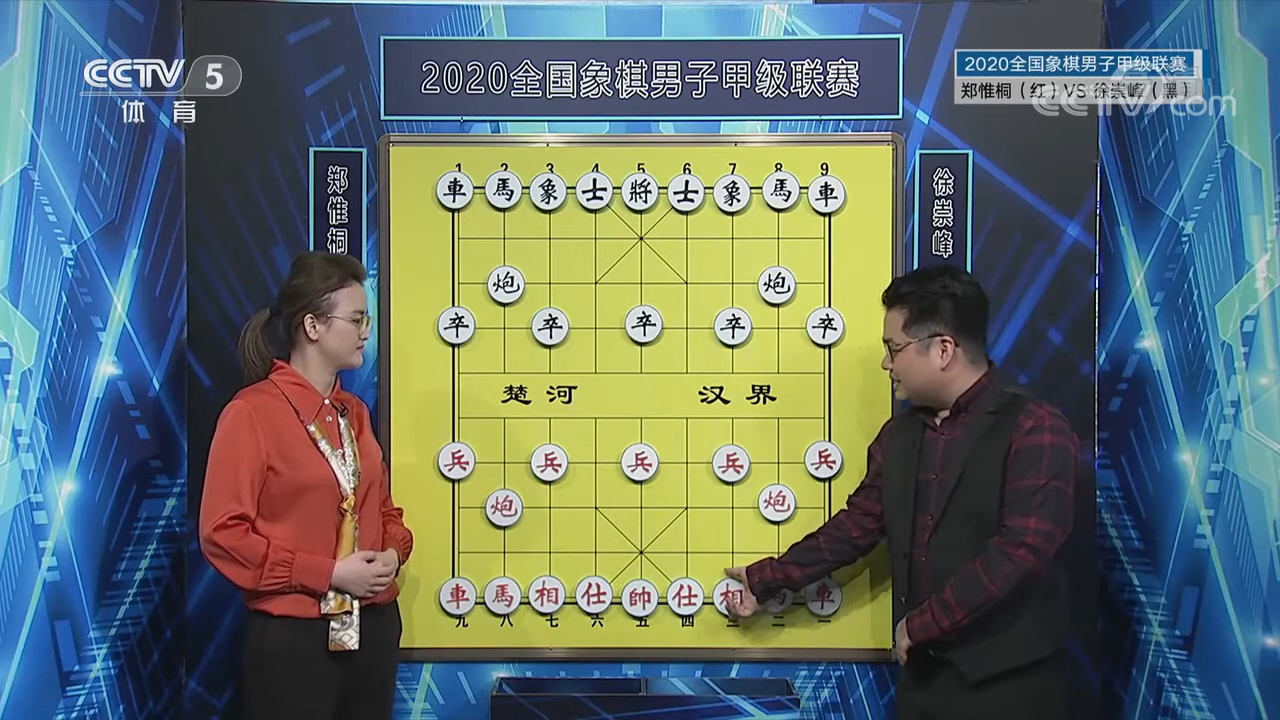 CCTV 5
体育
2020全国象棋男子甲级联赛
2020全国象棋男子甲级联赛
郑惟桐（红）VS 徐崇峰（黑）
CCTV.com
郑惟桐
徐崇峰
1 2 3 4 5 6 7 8 9
車 馬 象 士 將 士 象 馬 車
炮 炮
卒 卒 卒 卒 卒
楚河 汉界
兵 兵 兵 兵 兵
炮 炮
車 馬 相 仕 帥 仕 相 馬 車
九 八 七 六 五 四 三 二 一